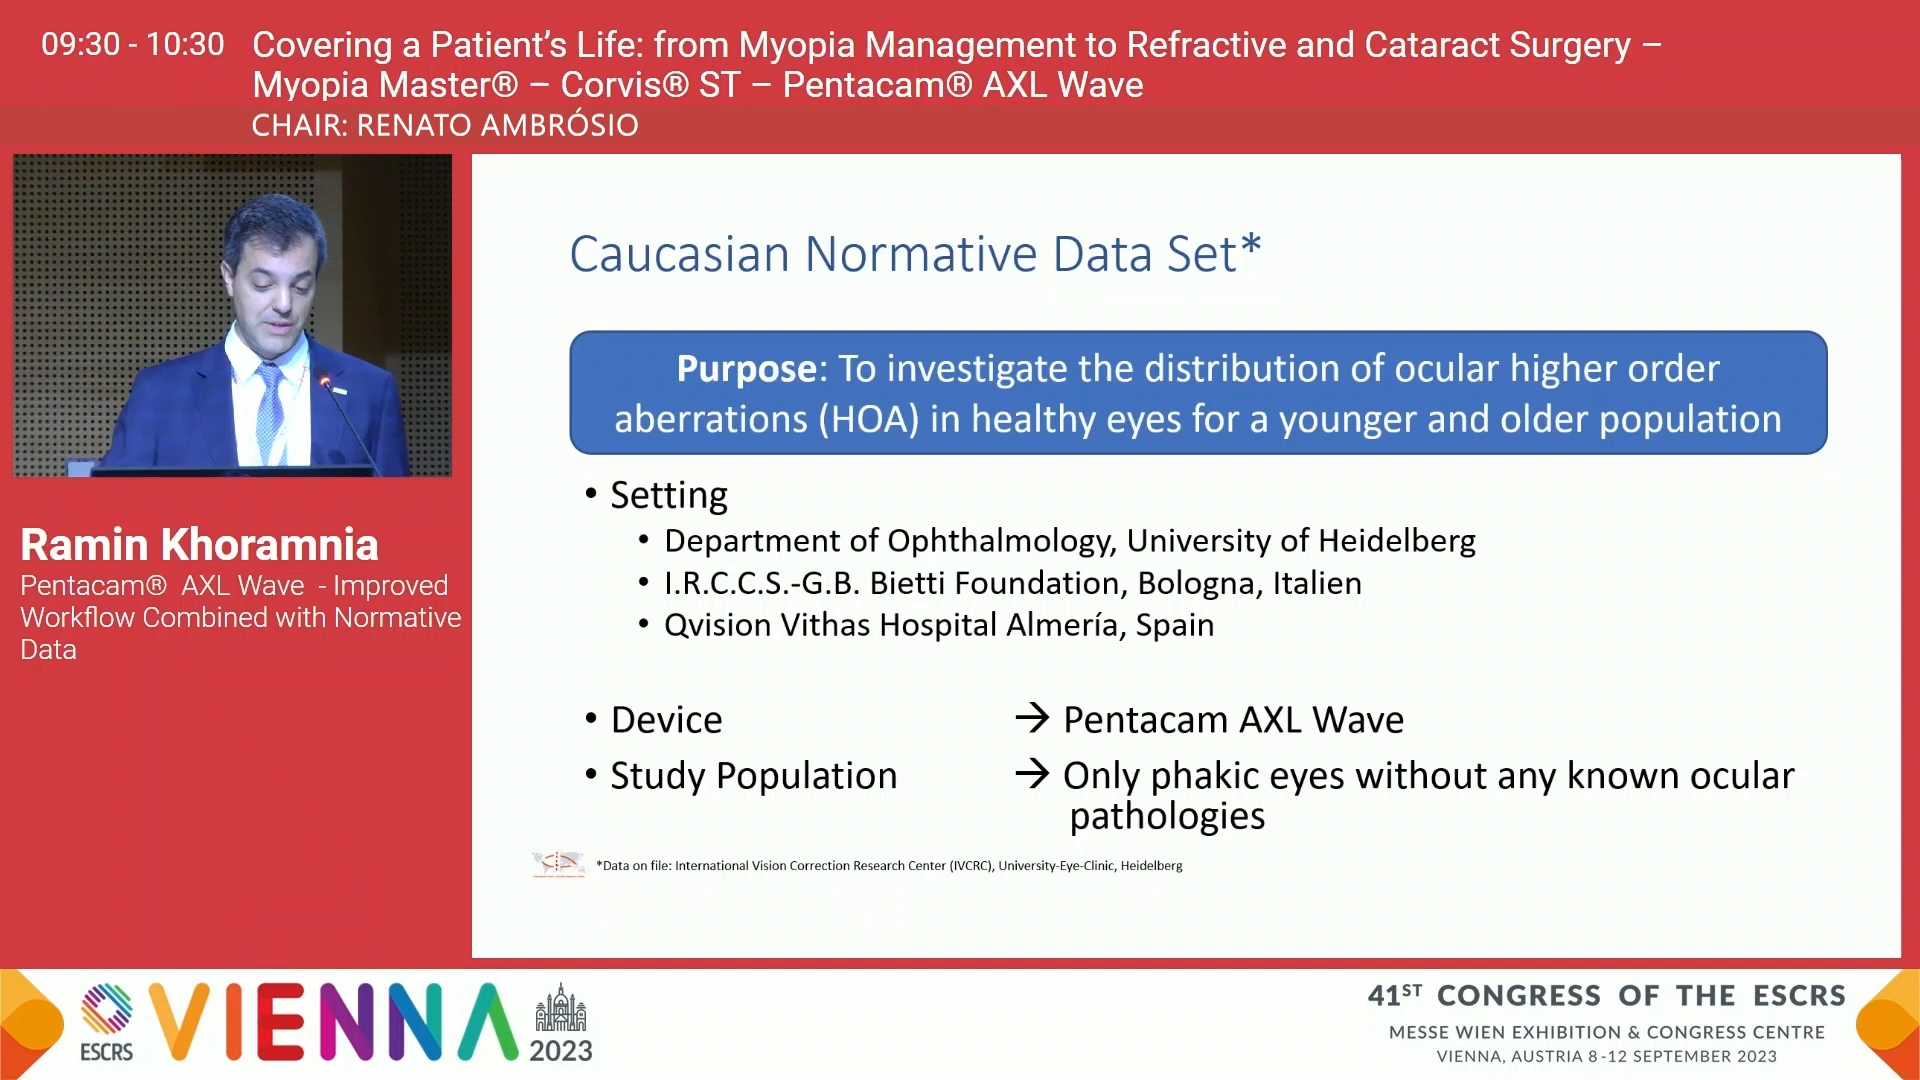 09:30 - 10:30
Covering a Patient's Life: from Myopia Management to Refractive and Cataract Surgery –
Myopia Master® – Corvis® ST – Pentacam® AXL Wave
CHAIR: RENATO AMBRÓSIO
Ramin Khoramnia
Pentacam® AXL Wave - Improved
Workflow Combined with Normative
Data
Caucasian Normative Data Set*
Purpose: To investigate the distribution of ocular higher order
aberrations (HOA) in healthy eyes for a younger and older population
• Setting
• Department of Ophthalmology, University of Heidelberg
• I.R.C.C.S.-G.B. Bietti Foundation, Bologna, Italien
• Qvision Vithas Hospital Almería, Spain
• Device → Pentacam AXL Wave
• Study Population → Only phakic eyes without any known ocular
pathologies
*Data on file: International Vision Correction Research Center (IVCRC), University-Eye-Clinic, Heidelberg
ESCRS
VIENNA
2023
41ST CONGRESS OF THE ESCRS
MESSE WIEN EXHIBITION & CONGRESS CENTRE
VIENNA, AUSTRIA 8-12 SEPTEMBER 2023